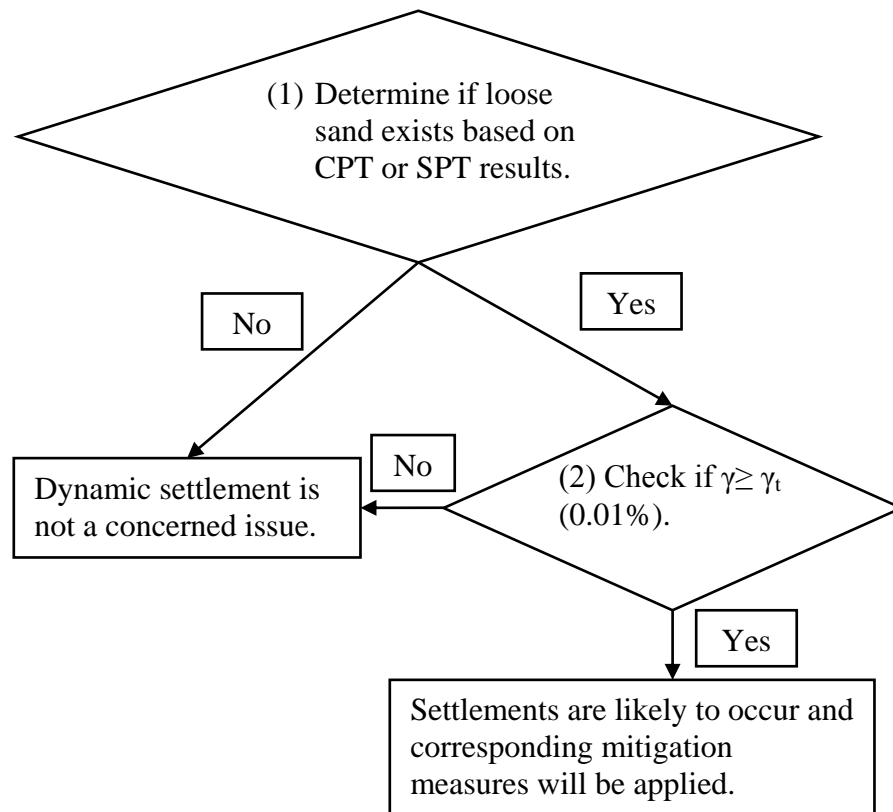 (1) Determine if loose
sand exists based on
CPT or SPT results.
No
Yes
No
Dynamic settlement is
not a concerned issue.
(2) Check if γ≥ γt
(0.01%).
Yes
Settlements are likely to occur and
corresponding mitigation
measures will be applied.